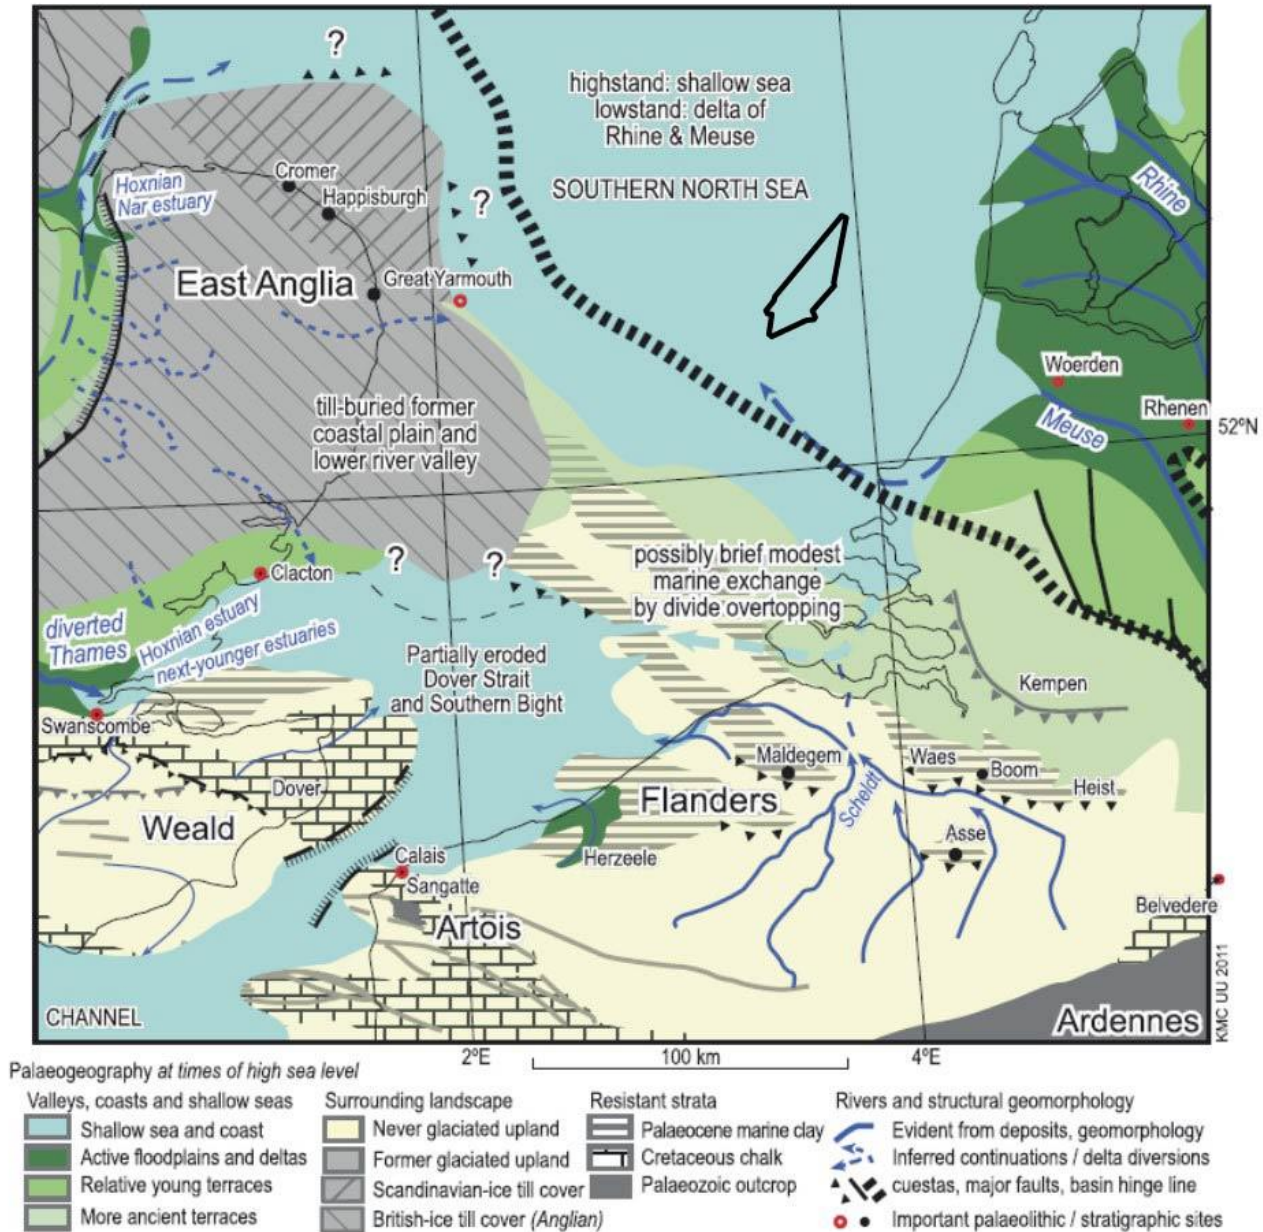 ?
highstand: shallow sea
lowstand: delta of
Rhine & Meuse
SOUTHERN NORTH SEA
Rhine
Hoxnian
Nar estuary
Cromer
Happisburgh
?
East Anglia
Great Yarmouth
Woerden
Rhenen
Meuse
52ºN
till-buried former
coastal plain and
lower river valley
?
?
possibly brief modest
marine exchange
by divide overtopping
Clacton
diverted
Thames
Hoxnian estuary
next-younger estuaries
Partially eroded
Dover Strait
and Southern Bight
Kempen
Swanscombe
Maldegem
Waes
Boom
Heist
Dover
Flanders
Scheldt
Weald
Asse
Calais
Sangatte
Herzeele
Belvedere
Artois
CHANNEL
Ardennes
KMC UU 2011
2ºE
100 km
4ºE
Palaeogeography at times of high sea level
Valleys, coasts and shallow seas
Shallow sea and coast
Active floodplains and deltas
Relative young terraces
More ancient terraces
Surrounding landscape
Never glaciated upland
Former glaciated upland
Scandinavian-ice till cover
British-ice till cover (Anglian)
Resistant strata
Palaeocene marine clay
Cretaceous chalk
Palaeozoic outcrop
Rivers and structural geomorphology
Evident from deposits, geomorphology
Inferred continuations / delta diversions
cuestas, major faults, basin hinge line
Important palaeolithic / stratigraphic sites